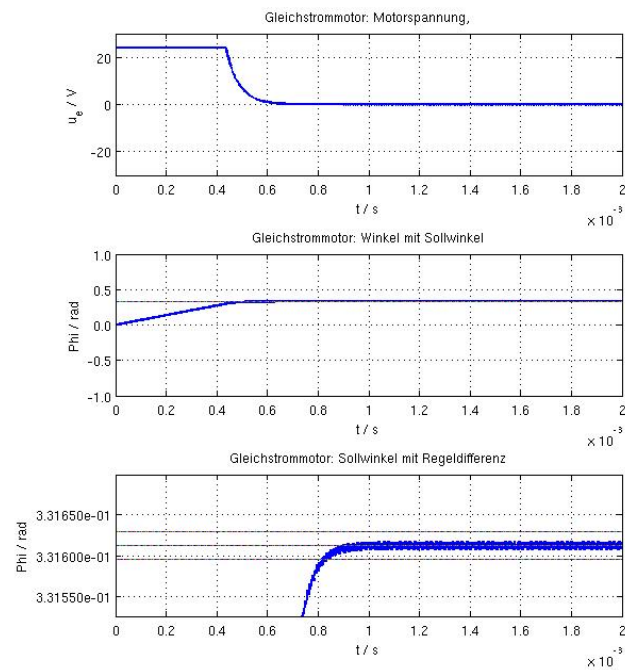 Gleichstrommotor: Motorspannung,
u_e / V
20
0
-20
0 0.2 0.4 0.6 0.8 1 1.2 1.4 1.6 1.8 2
t / s
x 10^-3
Gleichstrommotor: Winkel mit Sollwinkel
Phi / rad
1.0
0.5
0.0
-0.5
-1.0
0 0.2 0.4 0.6 0.8 1 1.2 1.4 1.6 1.8 2
t / s
x 10^-3
Gleichstrommotor: Sollwinkel mit Regeldifferenz
Phi / rad
3.31650e-01
3.31600e-01
3.31550e-01
0 0.2 0.4 0.6 0.8 1 1.2 1.4 1.6 1.8 2
t / s
x 10^-3